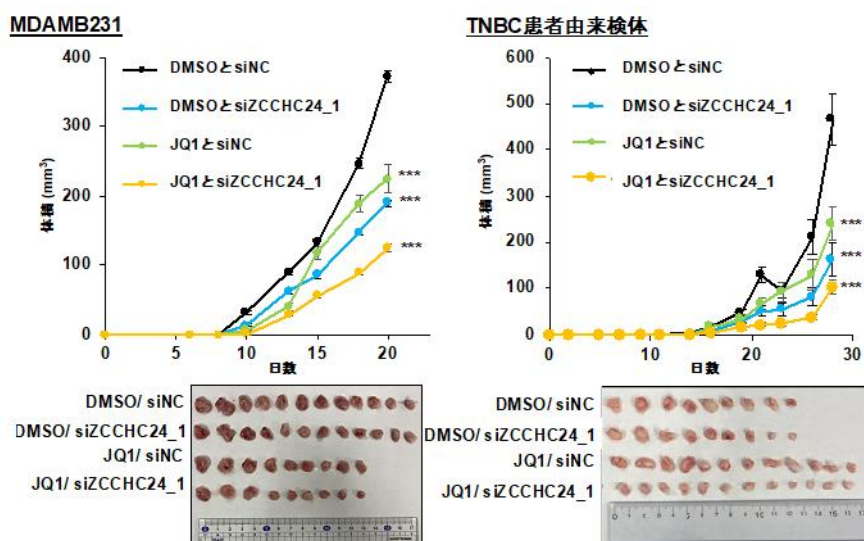 MDAMB231
400
300
200
100
0
体積 (mm³)
DMSOとsiNC
DMSOとsiZCCHC24_1
JQ1とsiNC
JQ1とsiZCCHC24_1
***
***
***
0 5 10 15 20
日数
DMSO/ siNC
DMSO/ siZCCHC24_1
JQ1/ siNC
JQ1/ siZCCHC24_1
TNBC患者由来検体
600
500
400
300
200
100
0
体積 (mm³)
DMSOとsiNC
DMSOとsiZCCHC24_1
JQ1とsiNC
JQ1とsiZCCHC24_1
***
***
***
0 10 20 30
日数
DMSO/ siNC
DMSO/ siZCCHC24_1
JQ1/ siNC
JQ1/ siZCCHC24_1